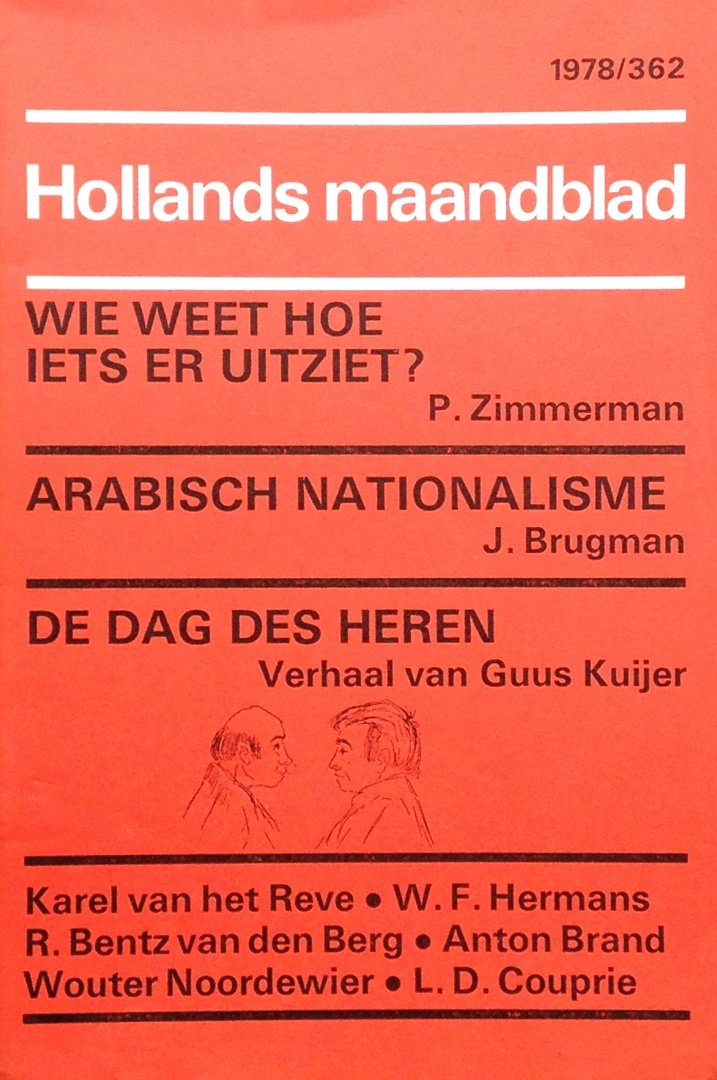 1978/362
Hollands maandblad
WIE WEET HOE
IETS ER UITZIET?
P. Zimmerman
ARABISCH NATIONALISME
J. Brugman
DE DAG DES HEREN
Verhaal van Guus Kuijer
Karel van het Reve • W. F. Hermans
R. Bentz van den Berg • Anton Brand
Wouter Noordewier • L. D. Couprie